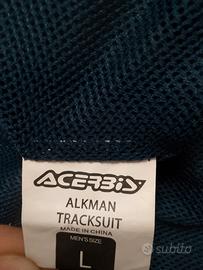 ACERBIS
ALKMAN
TRACKSUIT
MADE IN CHINA
MEN'S SIZE
L
subito